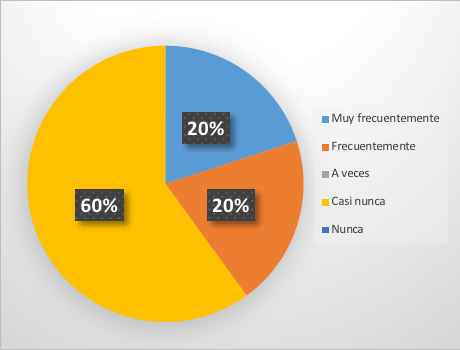 20%
20%
60%
Muy frecuentemente
Frecuentemente
A veces
Casi nunca
Nunca